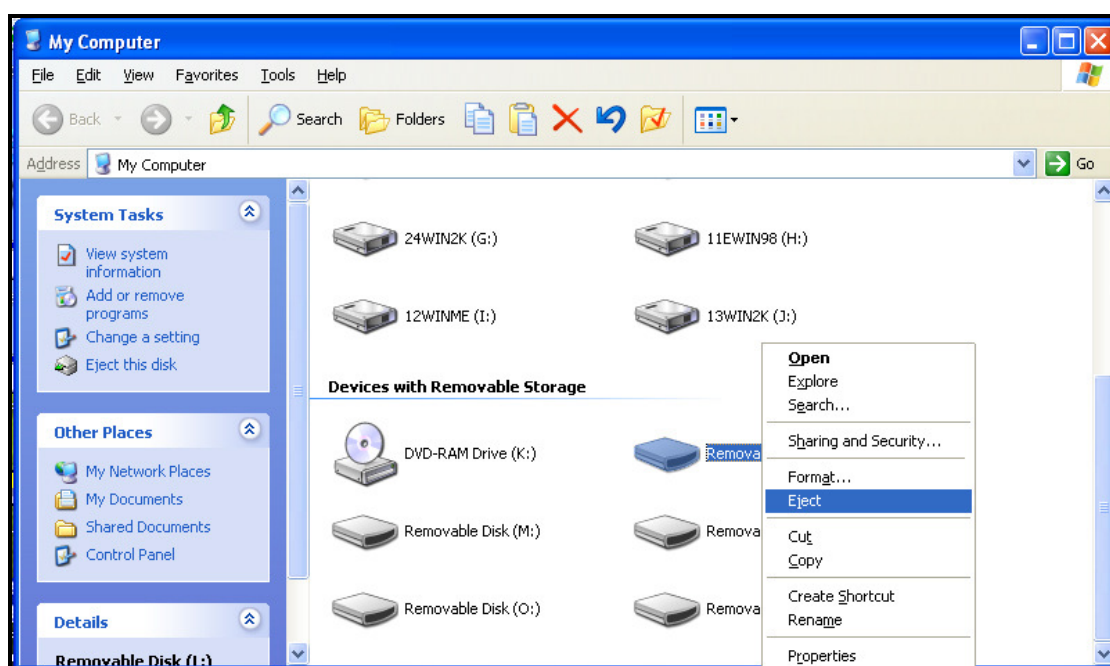 My Computer
File Edit View Favorites Tools Help
Back Search Folders
Address My Computer Go
System Tasks
View system
information
Add or remove
programs
Change a setting
Eject this disk
Other Places
My Network Places
My Documents
Shared Documents
Control Panel
Details
Removable Disk (L:)
24WIN2K (G:) 11EWIN98 (H:)
12WINME (I:) 13WIN2K (J:)
Devices with Removable Storage
DVD-RAM Drive (K:) Remova
Removable Disk (M:) Remova
Removable Disk (O:) Remova
Open
Explore
Search...
Sharing and Security...
Format...
Eject
Cut
Copy
Create Shortcut
Rename
Properties